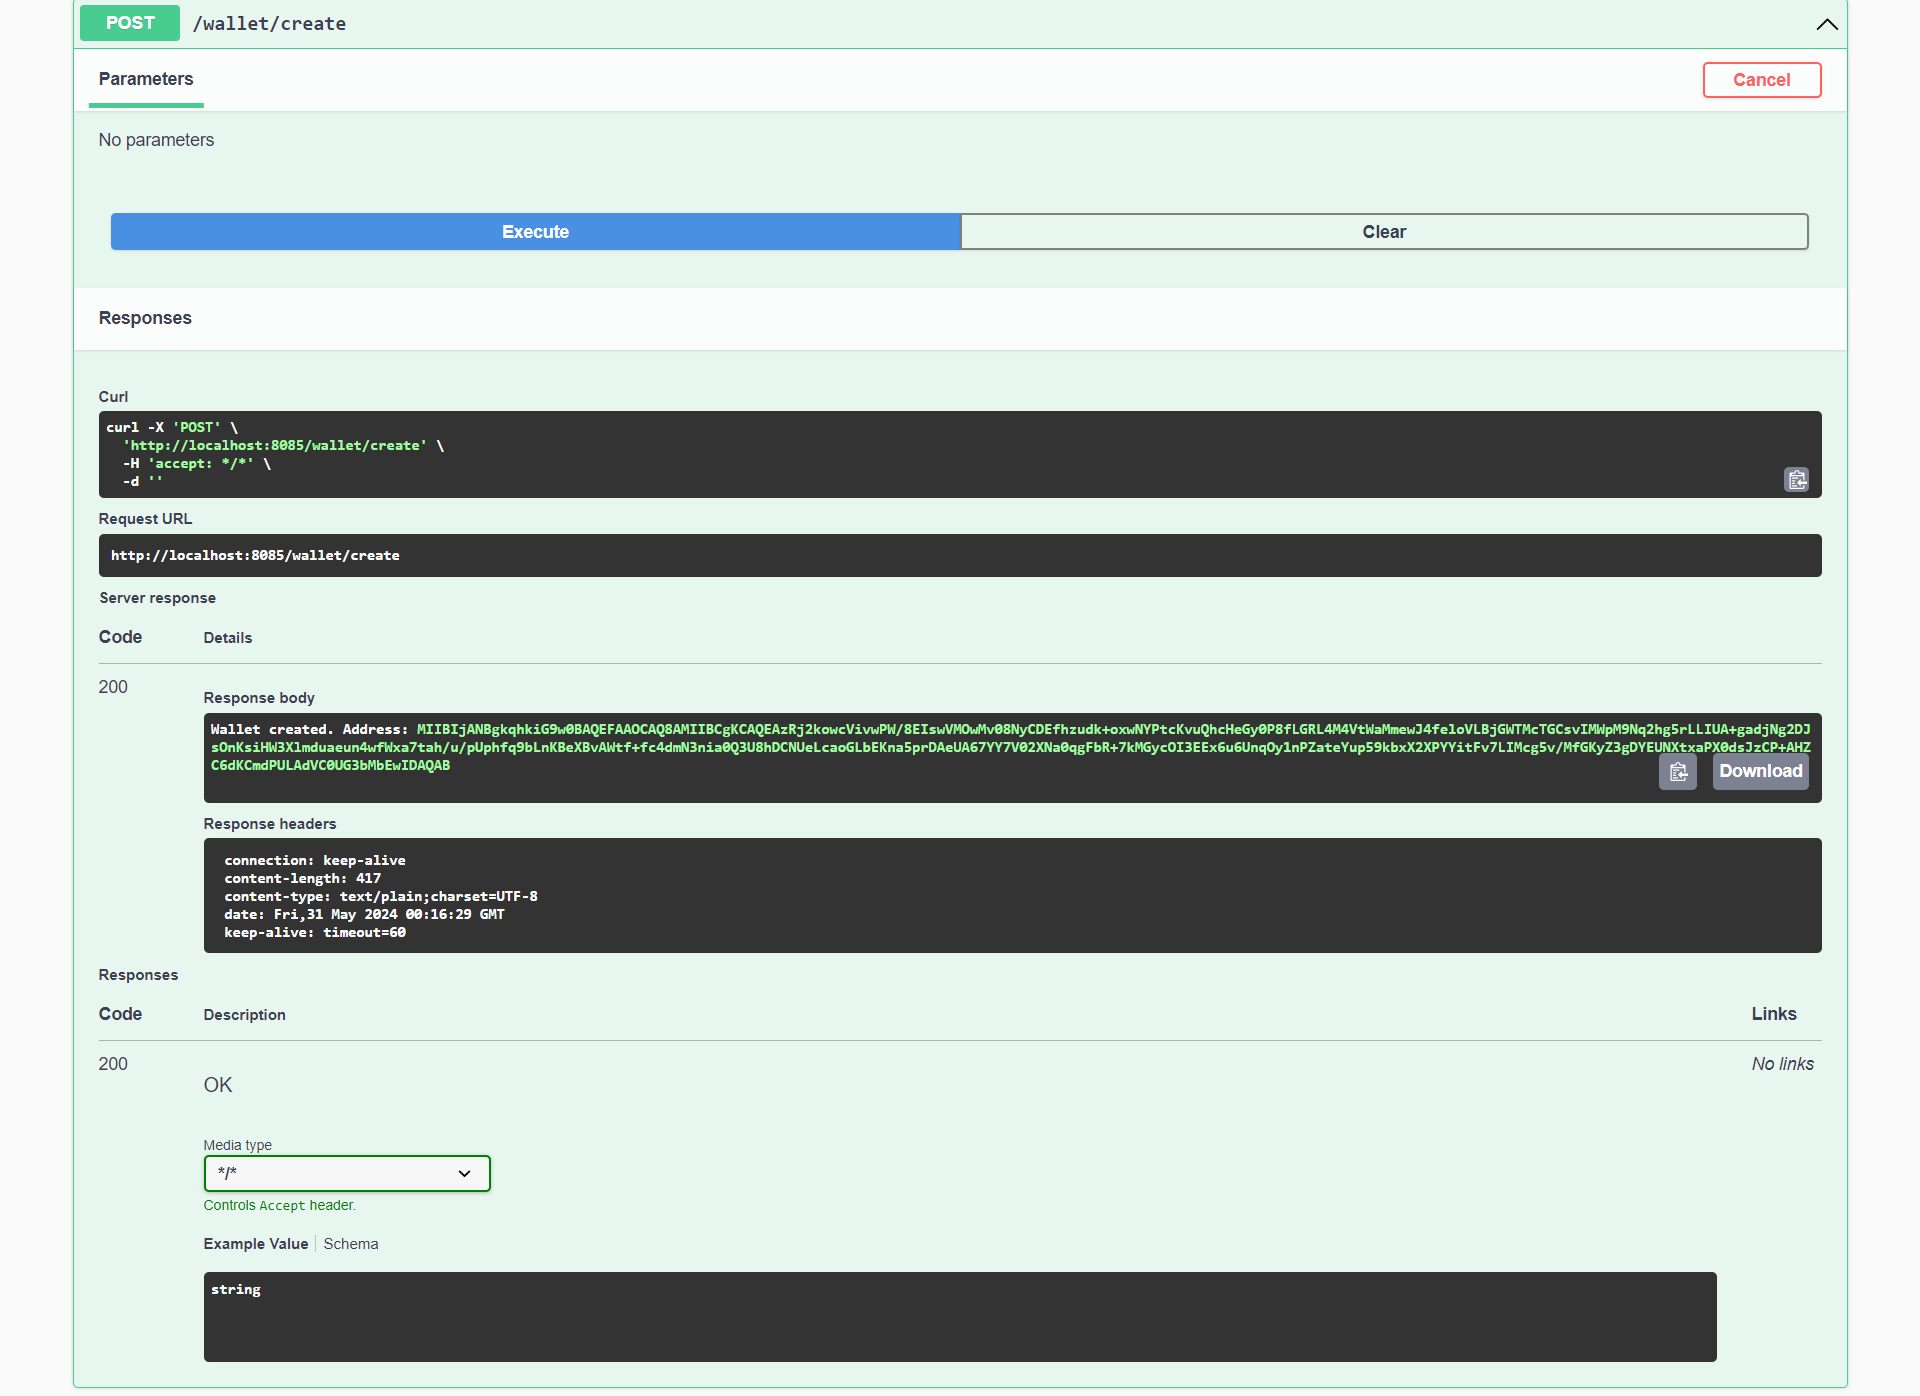 POST /wallet/create
Parameters
Cancel
No parameters
Execute
Clear
Responses
Curl
curl -X 'POST' \
  'http://localhost:8085/wallet/create' \
  -H 'accept: */*' \
  -d ''
Request URL
http://localhost:8085/wallet/create
Server response
Code Details
200
Response body
Wallet created. Address: MIIBIjANBgkqhkiG9w0BAQEFAAOCAQ8AMIIBCgKCAQEAzRj2kowcVivwPW/8EIswVMOwMv08NyCDEfhzudk+oxwNYPtcKvuQhcHeGy0P8fLGRL4M4VtWaMmewJ4feloVLBjGWTMcTGCsvIMWpM9Nq2hg5rLLIUA+gadjNg2DJ
sOnKsiHW3X1mduaeun4wfWxa7tah/u/pUphfq9bLnKBeXBvAWtf+fc4dmN3nia0Q3U8hDCNUeLcaoGLbEKna5prDAeUA67YY7V02XNa0qgFbR+7kMGycOI3EEx6u6UnqOy1nPZateYup59kbxX2XPYYitFv7LIMcg5v/MfGKyZ3gDYEUNXtxaPX0dsJzCP+AHZ
C6dKCmdPULAdVC0UG3bMbEwIDAQAB
Download
Response headers
connection: keep-alive
content-length: 417
content-type: text/plain;charset=UTF-8
date: Fri,31 May 2024 00:16:29 GMT
keep-alive: timeout=60
Responses
Code Description Links
200
OK
No links
Media type
*/*
Controls Accept header.
Example Value Schema
string